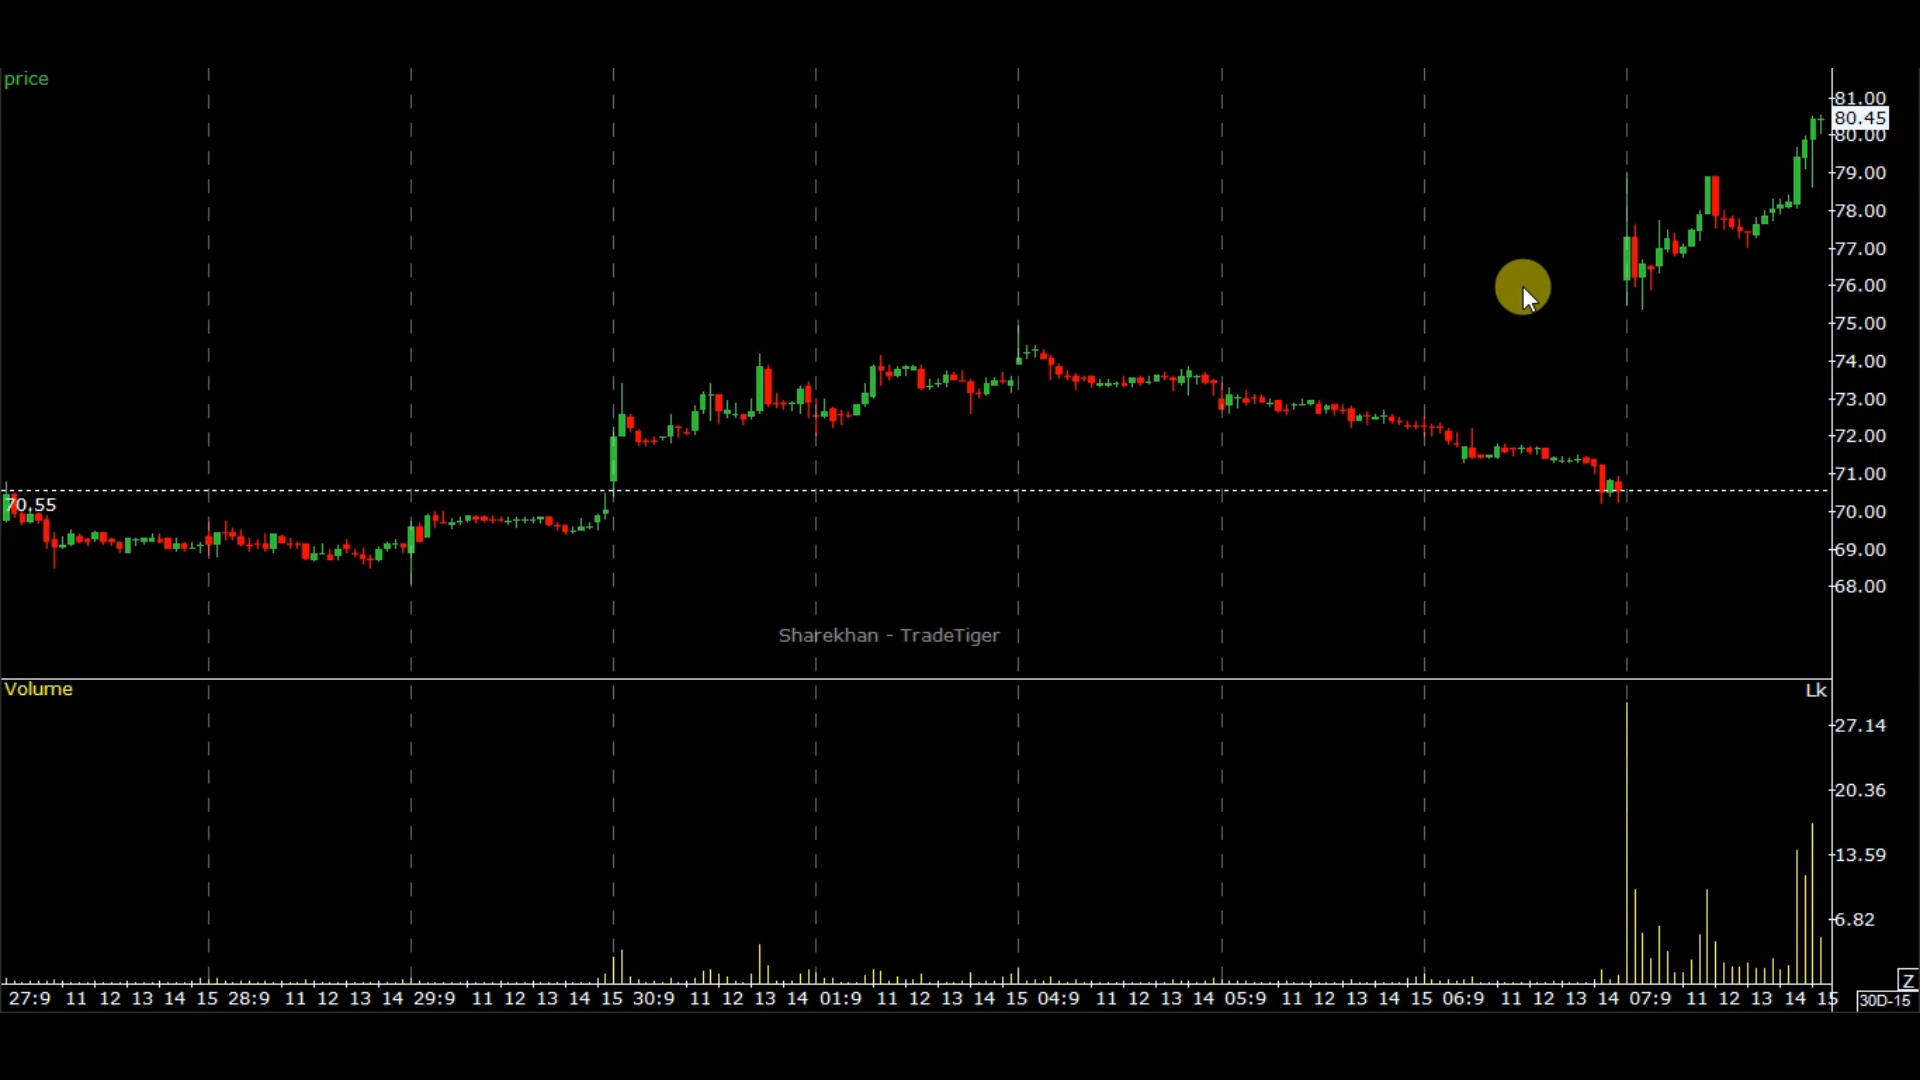 price
81.00
80.45
80.00
79.00
78.00
77.00
76.00
75.00
74.00
73.00
72.00
71.00
70.55
70.00
69.00
68.00
Sharekhan - TradeTiger
Volume
Lk
27.14
20.36
13.59
6.82
Z
27:9 11 12 13 14 15 28:9 11 12 13 14 29:9 11 12 13 14 15 30:9 11 12 13 14 01:9 11 12 13 14 15 04:9 11 12 13 14 05:9 11 12 13 14 15 06:9 11 12 13 14 07:9 11 12 13 14 15
30D-15